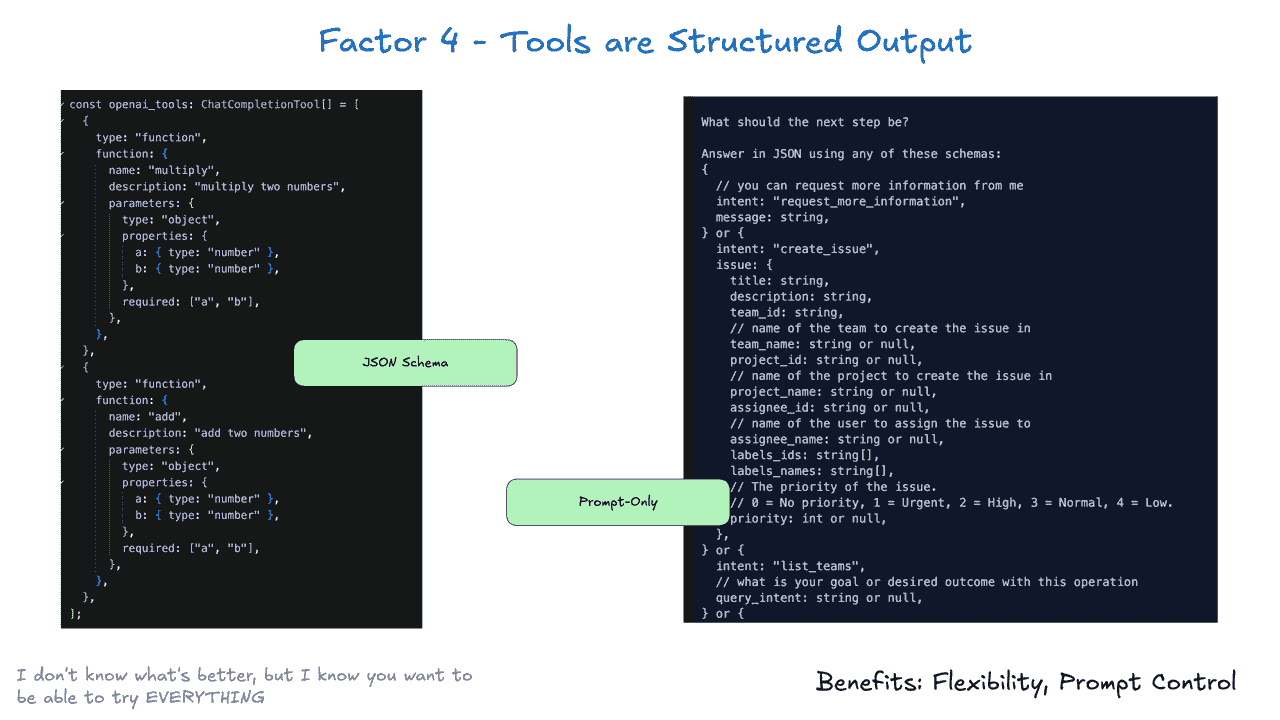 Factor 4 - Tools are Structured Output
const openai_tools: ChatCompletionTool[] = [
  {
    type: "function",
    function: {
      name: "multiply",
      description: "multiply two numbers",
      parameters: {
        type: "object",
        properties: {
          a: { type: "number" },
          b: { type: "number" },
        },
        required: ["a", "b"],
      },
    },
  },
  {
    type: "function",
    function: {
      name: "add",
      description: "add two numbers",
      parameters: {
        type: "object",
        properties: {
          a: { type: "number" },
          b: { type: "number" },
        },
        required: ["a", "b"],
      },
    },
  },
];
JSON Schema
Prompt-Only
What should the next step be?
Answer in JSON using any of these schemas:
{
  // you can request more information from me
  intent: "request_more_information",
  message: string,
} or {
  intent: "create_issue",
  issue: {
    title: string,
    description: string,
    team_id: string,
    // name of the team to create the issue in
    team_name: string or null,
    project_id: string or null,
    // name of the project to create the issue in
    project_name: string or null,
    assignee_id: string or null,
    // name of the user to assign the issue to
    assignee_name: string or null,
    labels_ids: string[],
    labels_names: string[],
    // The priority of the issue.
    // 0 = No priority, 1 = Urgent, 2 = High, 3 = Normal, 4 = Low.
    priority: int or null,
  },
} or {
  intent: "list_teams",
  // what is your goal or desired outcome with this operation
  query_intent: string or null,
} or {
I don't know what's better, but I know you want to
be able to try EVERYTHING
Benefits: Flexibility, Prompt Control